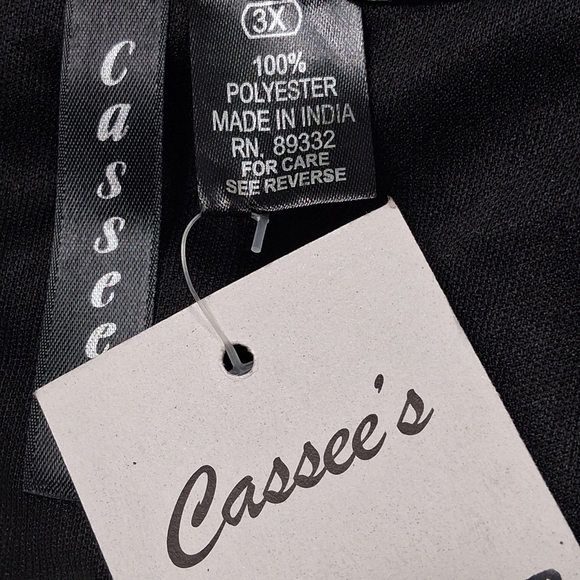 Cassee
3X
100%
POLYESTER
MADE IN INDIA
RN. 89332
FOR CARE
SEE REVERSE
Cassee's